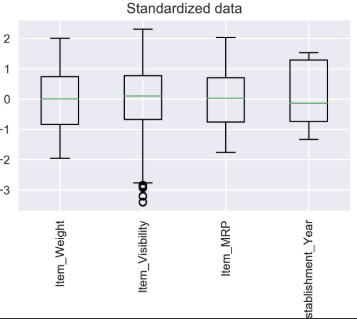 Standardized data
2
1
0
−1
−2
−3
Item_Weight
Item_Visibility
Item_MRP
stablishment_Year